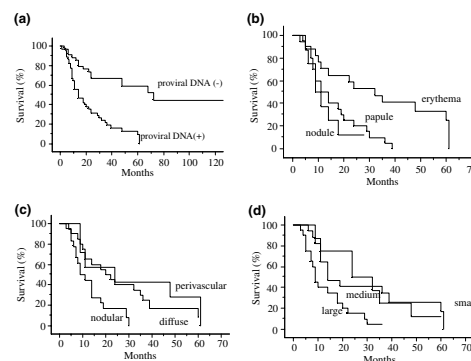 (a)
100
80
60
40
20
0
Survival (%)
proviral DNA (-)
proviral DNA(+)
0 20 40 60 80 100 120
Months
(b)
100
80
60
40
20
0
Survival (%)
erythema
papule
nodule
0 10 20 30 40 50 60 70
Months
(c)
100
80
60
40
20
0
Survival (%)
perivascular
nodular
diffuse
0 10 20 30 40 50 60 70
Months
(d)
100
80
60
40
20
0
Survival (%)
medium
sma
large
0 10 20 30 40 50 60 70
Months